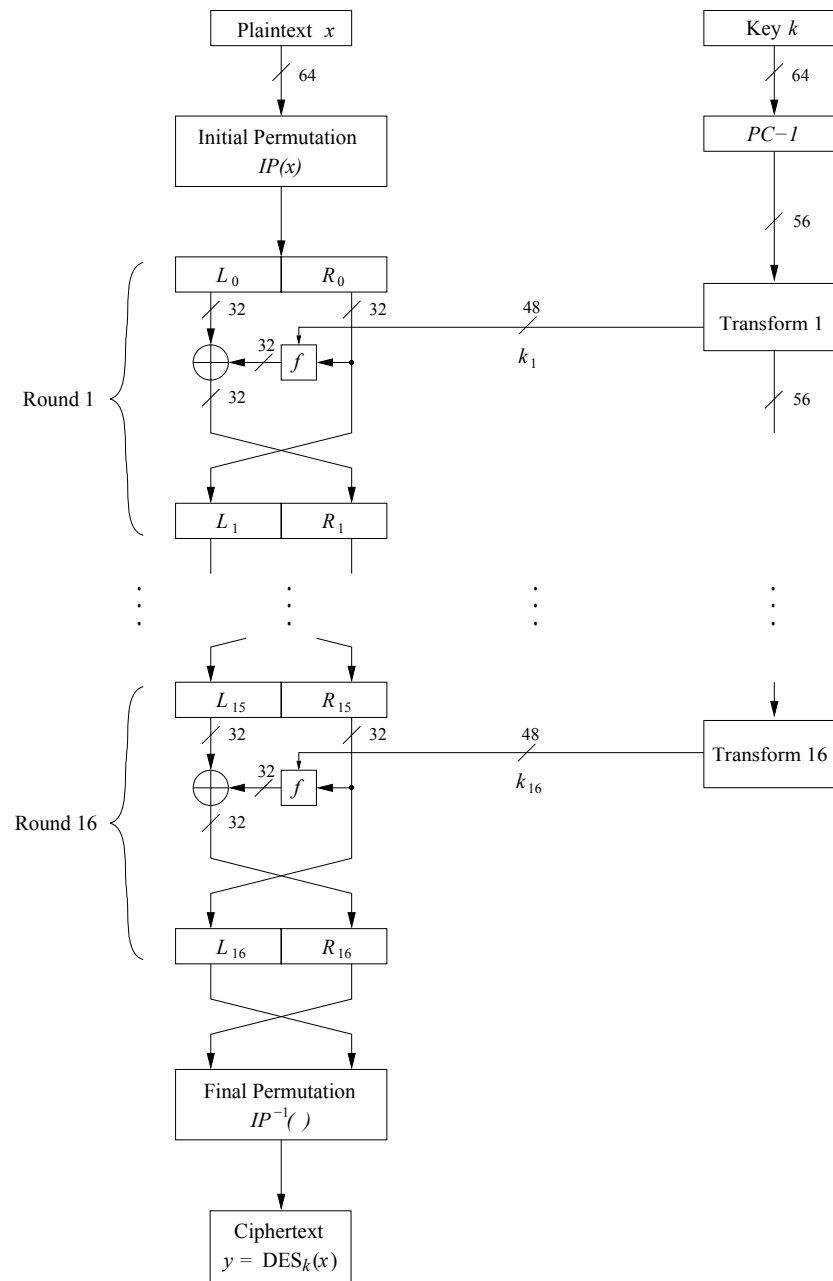 Plaintext x
Key k
64
64
Initial Permutation
IP(x)
PC−1
56
L0 R0
32 32
48
k1
Transform 1
32
f
32
56
Round 1
L1 R1
L15 R15
32 32
48
k16
Transform 16
32
f
32
Round 16
L16 R16
Final Permutation
IP−1( )
Ciphertext
y = DESk(x)